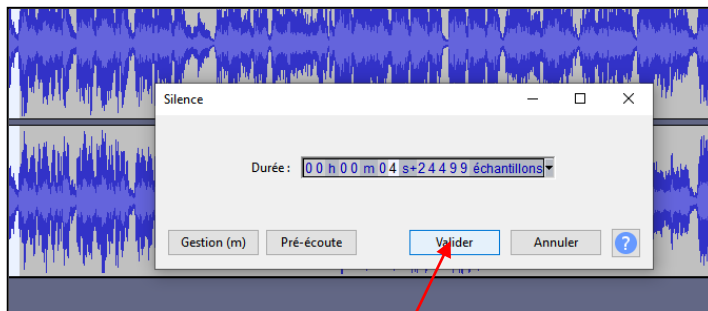 Silence
Durée : 00 h 00 m 04 s+24499 échantillons
Gestion (m) Pré-écoute Valider Annuler ?